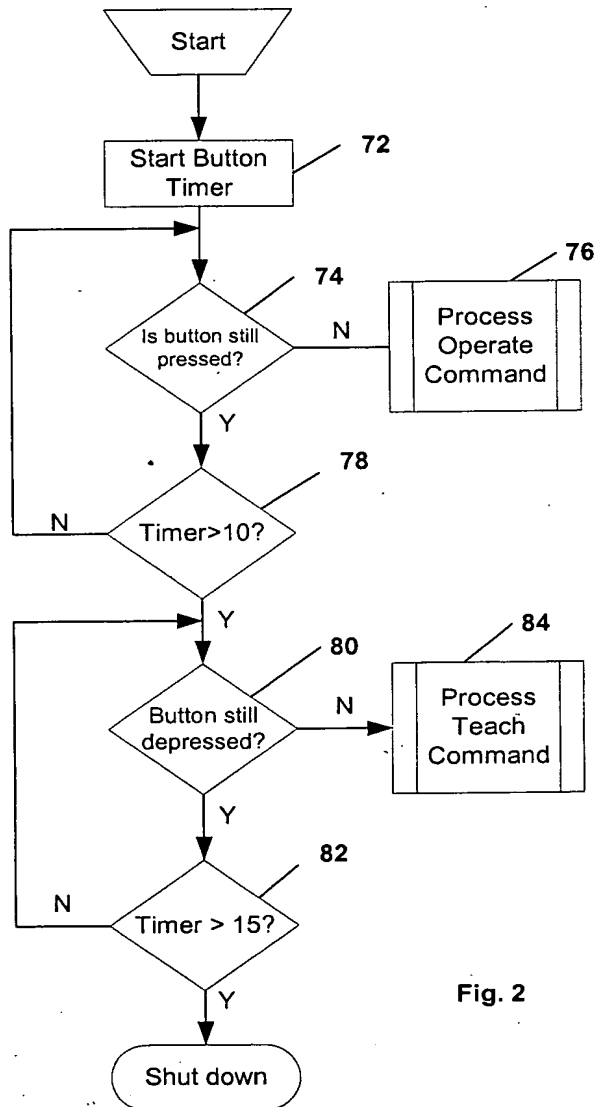 Start
Start Button
Timer
72
Is button still
pressed?
74
N
Process
Operate
Command
76
Y
Timer>10?
78
N
Y
Button still
depressed?
80
N
Process
Teach
Command
84
Y
Timer > 15?
82
N
Y
Shut down
Fig. 2